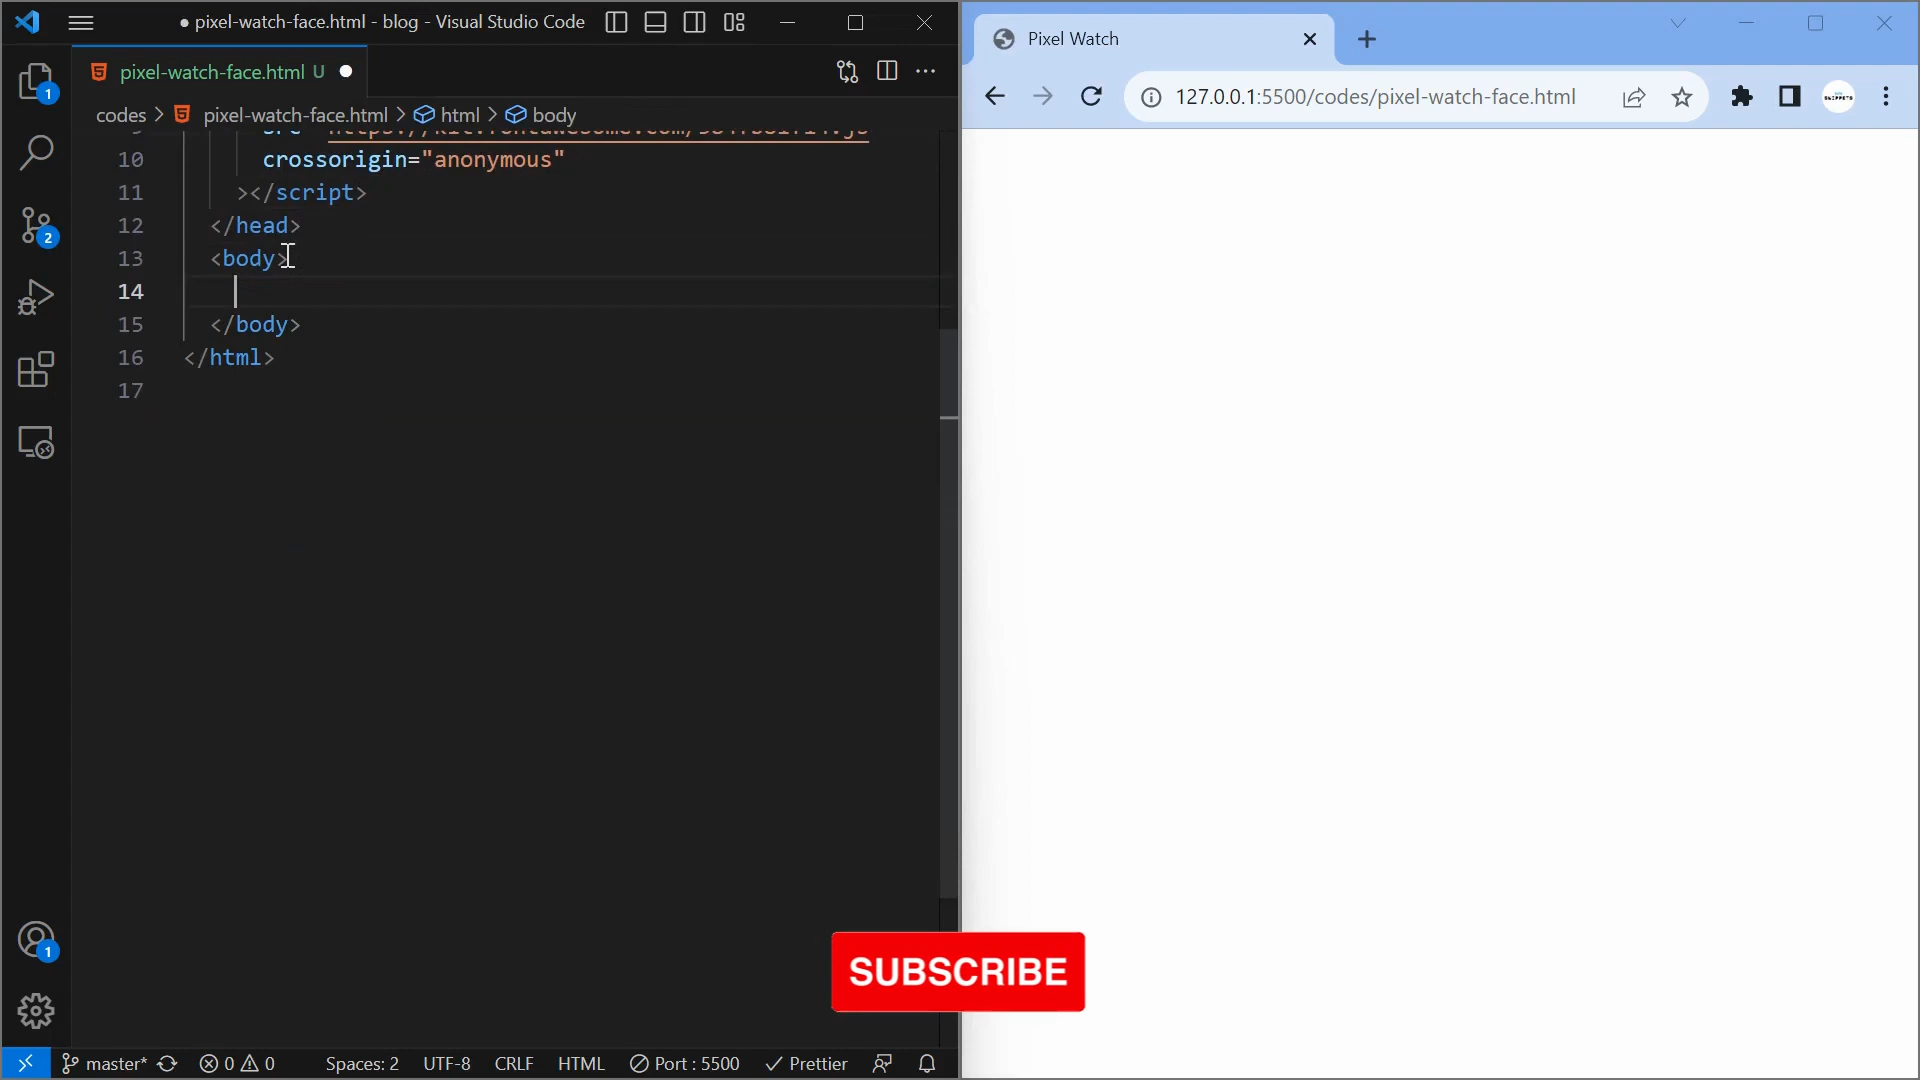 pixel-watch-face.html - blog - Visual Studio Code
pixel-watch-face.html U
codes > pixel-watch-face.html > html > body
10 crossorigin="anonymous"
11 ></script>
12 </head>
13 <body>
14
15 </body>
16 </html>
17
1
2
1
master* 0 0 Spaces: 2 UTF-8 CRLF HTML Port : 5500 Prettier
Pixel Watch
127.0.0.1:5500/codes/pixel-watch-face.html
SUBSCRIBE